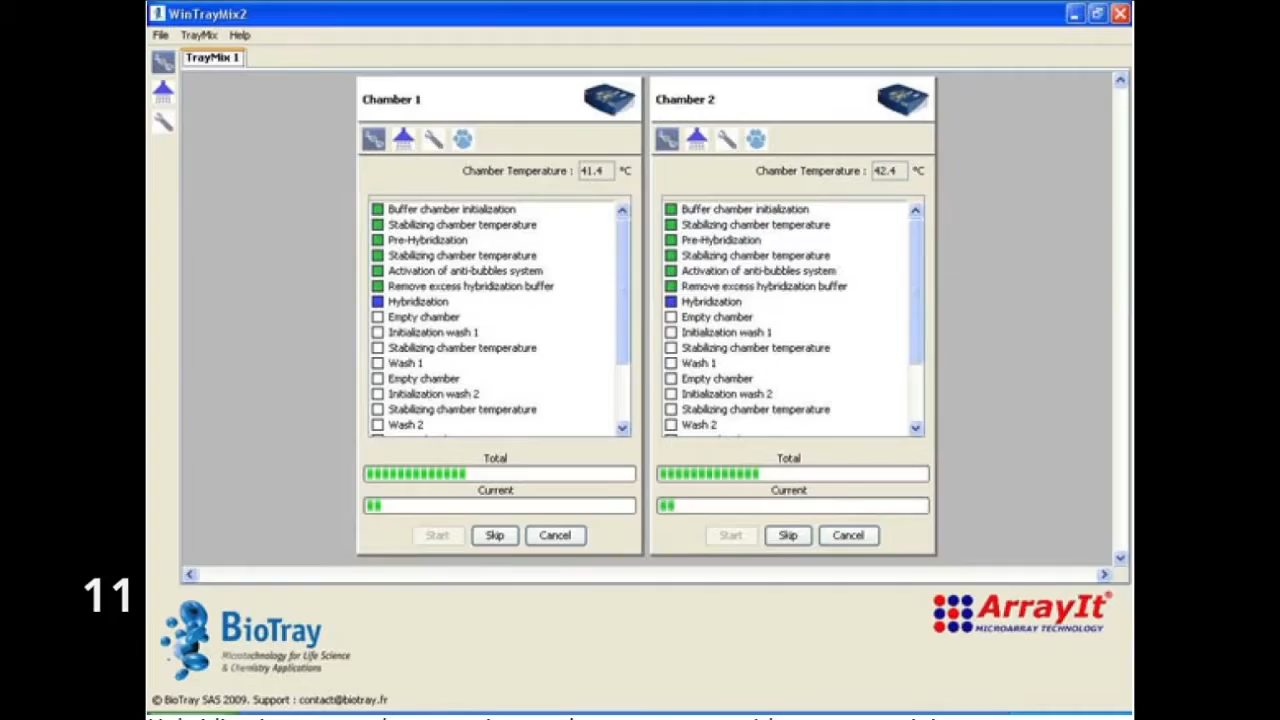 WinTrayMix2
File TrayMix Help
TrayMix 1
Chamber 1
Chamber Temperature : 41.4 °C
Buffer chamber initialization
Stabilizing chamber temperature
Pre-Hybridization
Stabilizing chamber temperature
Activation of anti-bubbles system
Remove excess hybridization buffer
Hybridization
Empty chamber
Initialization wash 1
Stabilizing chamber temperature
Wash 1
Empty chamber
Initialization wash 2
Stabilizing chamber temperature
Wash 2
Total
Current
Start Skip Cancel
Chamber 2
Chamber Temperature : 42.4 °C
Buffer chamber initialization
Stabilizing chamber temperature
Pre-Hybridization
Stabilizing chamber temperature
Activation of anti-bubbles system
Remove excess hybridization buffer
Hybridization
Empty chamber
Initialization wash 1
Stabilizing chamber temperature
Wash 1
Empty chamber
Initialization wash 2
Stabilizing chamber temperature
Wash 2
Total
Current
Start Skip Cancel
11
BioTray
Microtechnology for Life Science
& Chemistry Applications
ArrayIt®
MICROARRAY TECHNOLOGY
© BioTray SAS 2009. Support : contact@biotray.fr